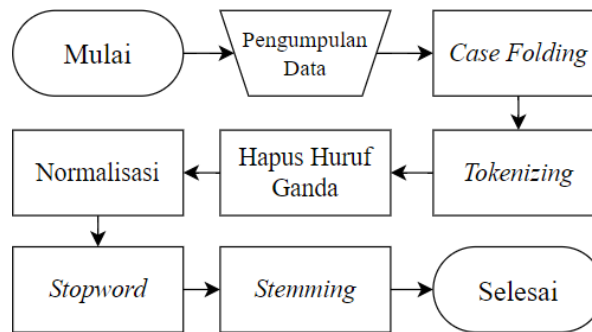 Mulai
Pengumpulan
Data
Case Folding
Tokenizing
Hapus Huruf
Ganda
Normalisasi
Stopword
Stemming
Selesai